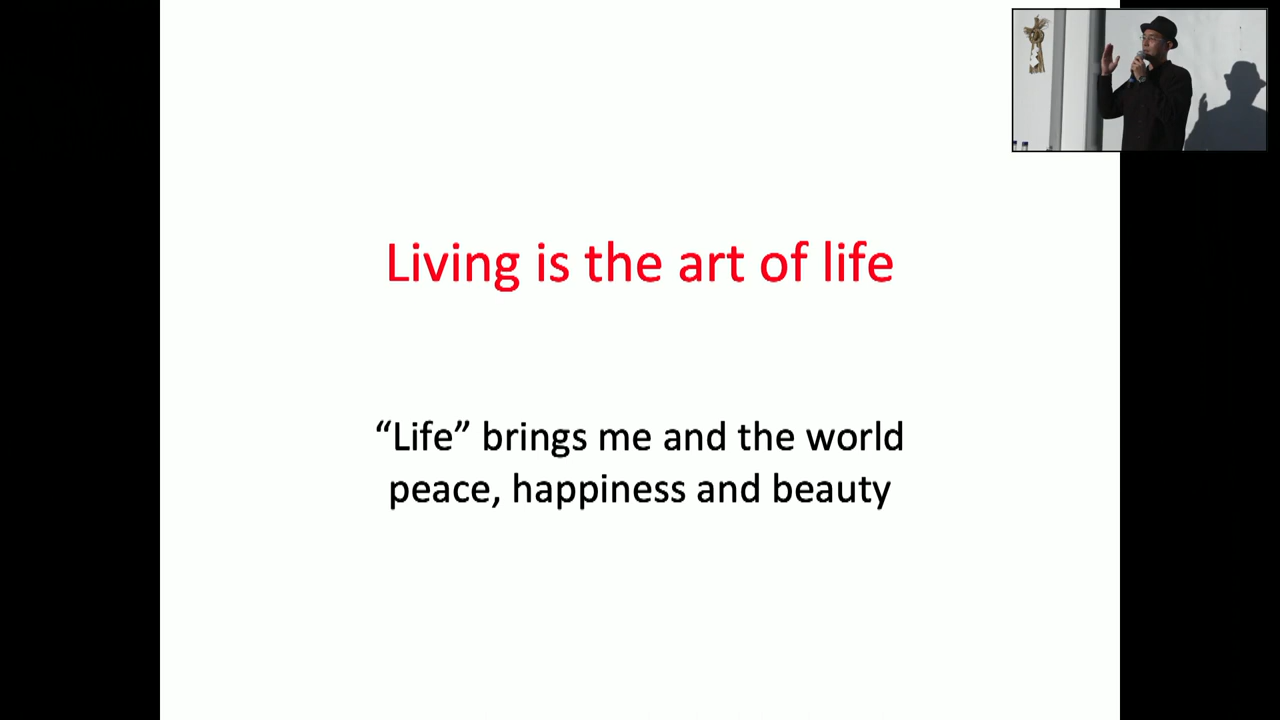 Living is the art of life
“Life” brings me and the world
peace, happiness and beauty